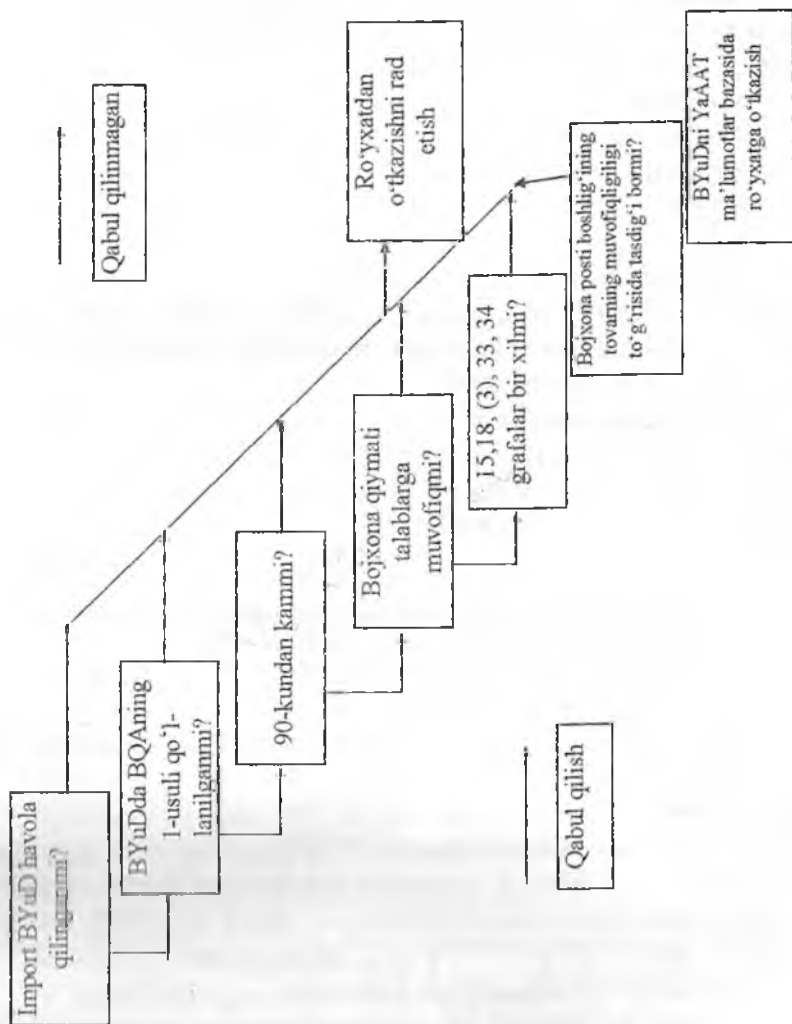 Import BYuD havola
qilinganmi?
BYuDda BQAning
1-usuli qo‘l-
lanilganmi?
90-kundan kammi?
Bojxona qiymati
talablarga
muvofiqmi?
15,18, (3), 33, 34
grafalar bir xilmi?
Bojxona posti boshlig‘ining
tovarning muvofiqligiligi
to‘g‘risida tasdig‘i bormi?
BYuDni YaAAT
ma’lumotlar bazasida
ro‘yxatga o‘tkazish
Ro‘yxatdan
o‘tkazishni rad
etish
Qabul qilinmagan
Qabul qilish